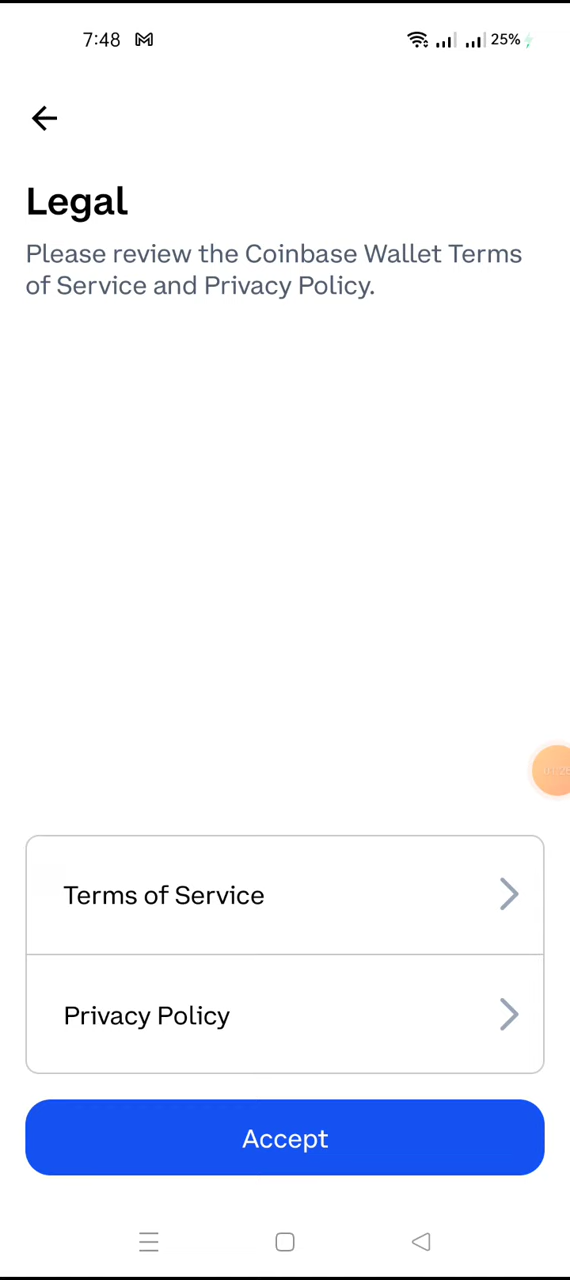 7:48
25%
Legal
Please review the Coinbase Wallet Terms
of Service and Privacy Policy.
Terms of Service
Privacy Policy
Accept